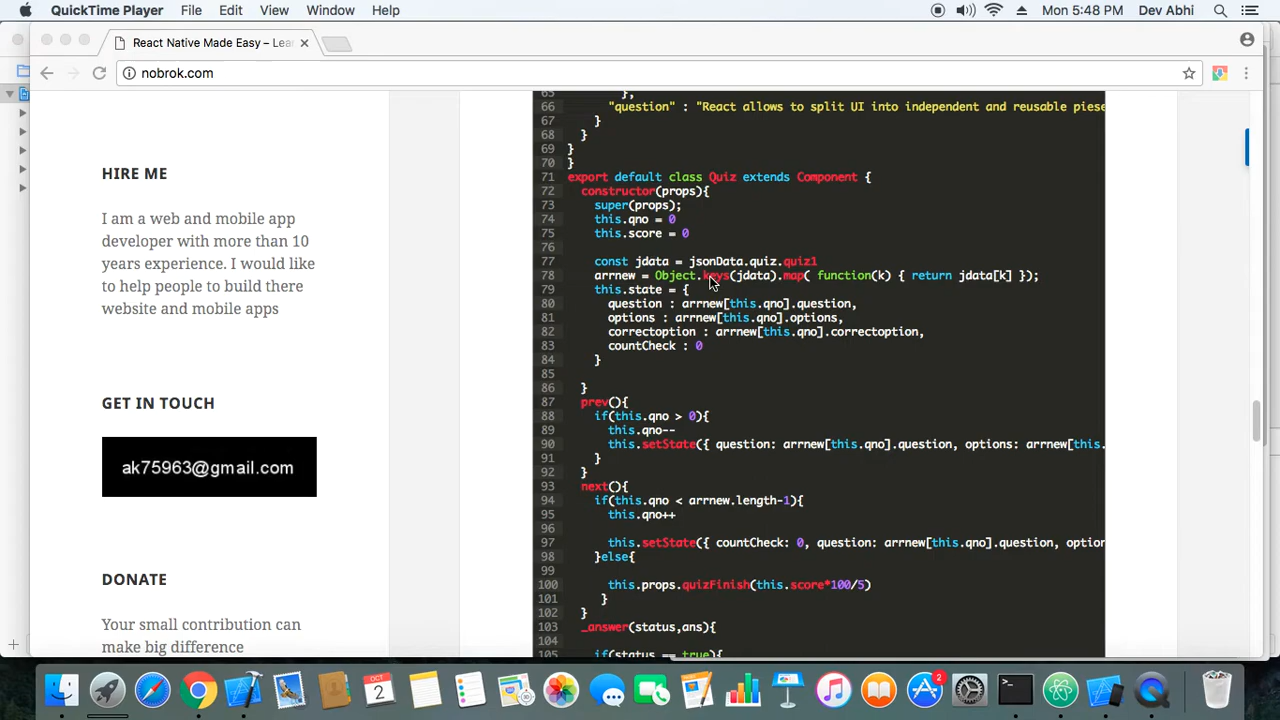 QuickTime Player File Edit View Window Help Mon 5:48 PM Dev Abhi
React Native Made Easy – Lea
nobrok.com
HIRE ME
I am a web and mobile app
developer with more than 10
years experience. I would like
to help people to build there
website and mobile apps
GET IN TOUCH
ak75963@gmail.com
DONATE
Your small contribution can
make big difference
65 },
66 "question" : "React allows to split UI into independent and reusable piese
67 }
68 }
69 }
70 }
71 export default class Quiz extends Component {
72 constructor(props){
73 super(props);
74 this.qno = 0
75 this.score = 0
76
77 const jdata = jsonData.quiz.quiz1
78 arrnew = Object.keys(jdata).map( function(k) { return jdata[k] });
79 this.state = {
80 question : arrnew[this.qno].question,
81 options : arrnew[this.qno].options,
82 correctoption : arrnew[this.qno].correctoption,
83 countCheck : 0
84 }
85
86 }
87 prev(){
88 if(this.qno > 0){
89 this.qno--
90 this.setState({ question: arrnew[this.qno].question, options: arrnew[this.
91 }
92 }
93 next(){
94 if(this.qno < arrnew.length-1){
95 this.qno++
96
97 this.setState({ countCheck: 0, question: arrnew[this.qno].question, option
98 }else{
99
100 this.props.quizFinish(this.score*100/5)
101 }
102 }
103 _answer(status,ans){
104
105 if(status == true){
OCT
2
2